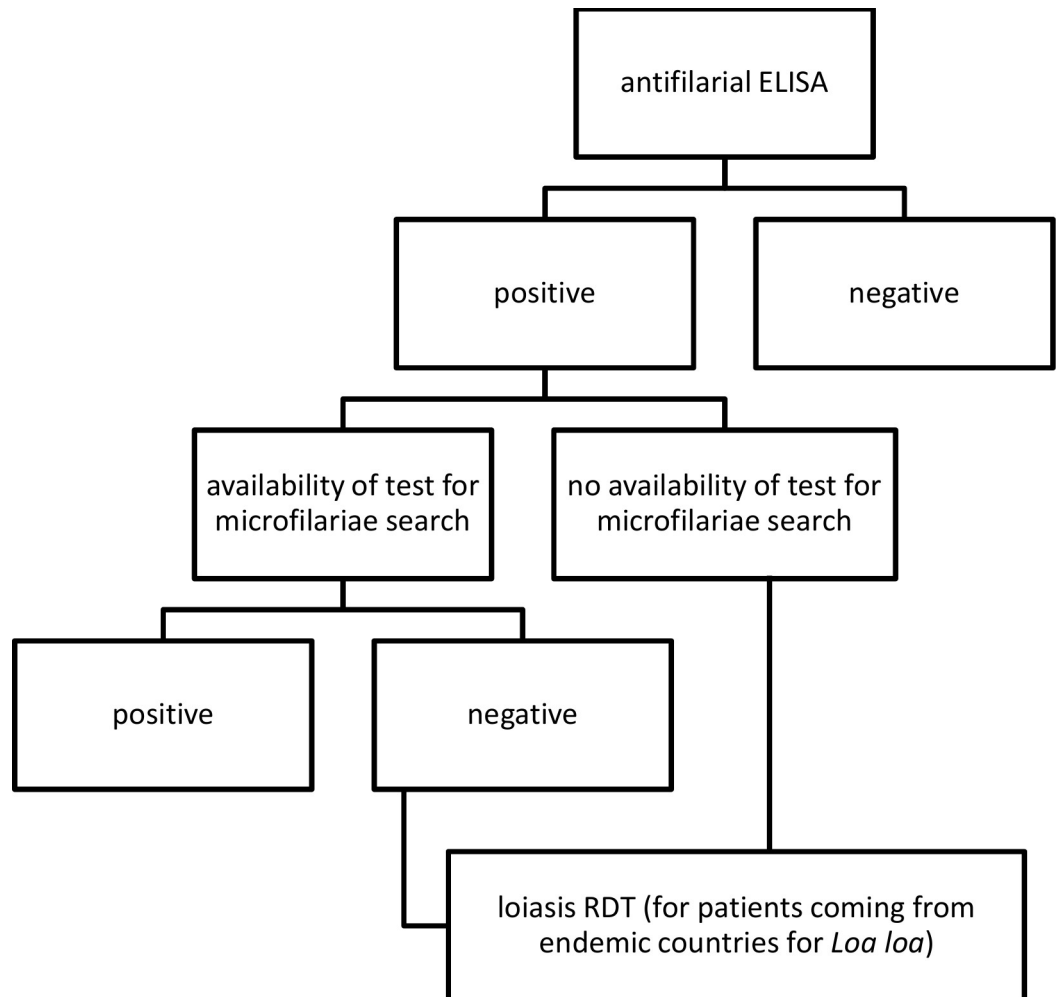 antifilarial ELISA
positive
negative
availability of test for
microfilariae search
no availability of test for
microfilariae search
positive
negative
loiasis RDT (for patients coming from
endemic countries for Loa loa)